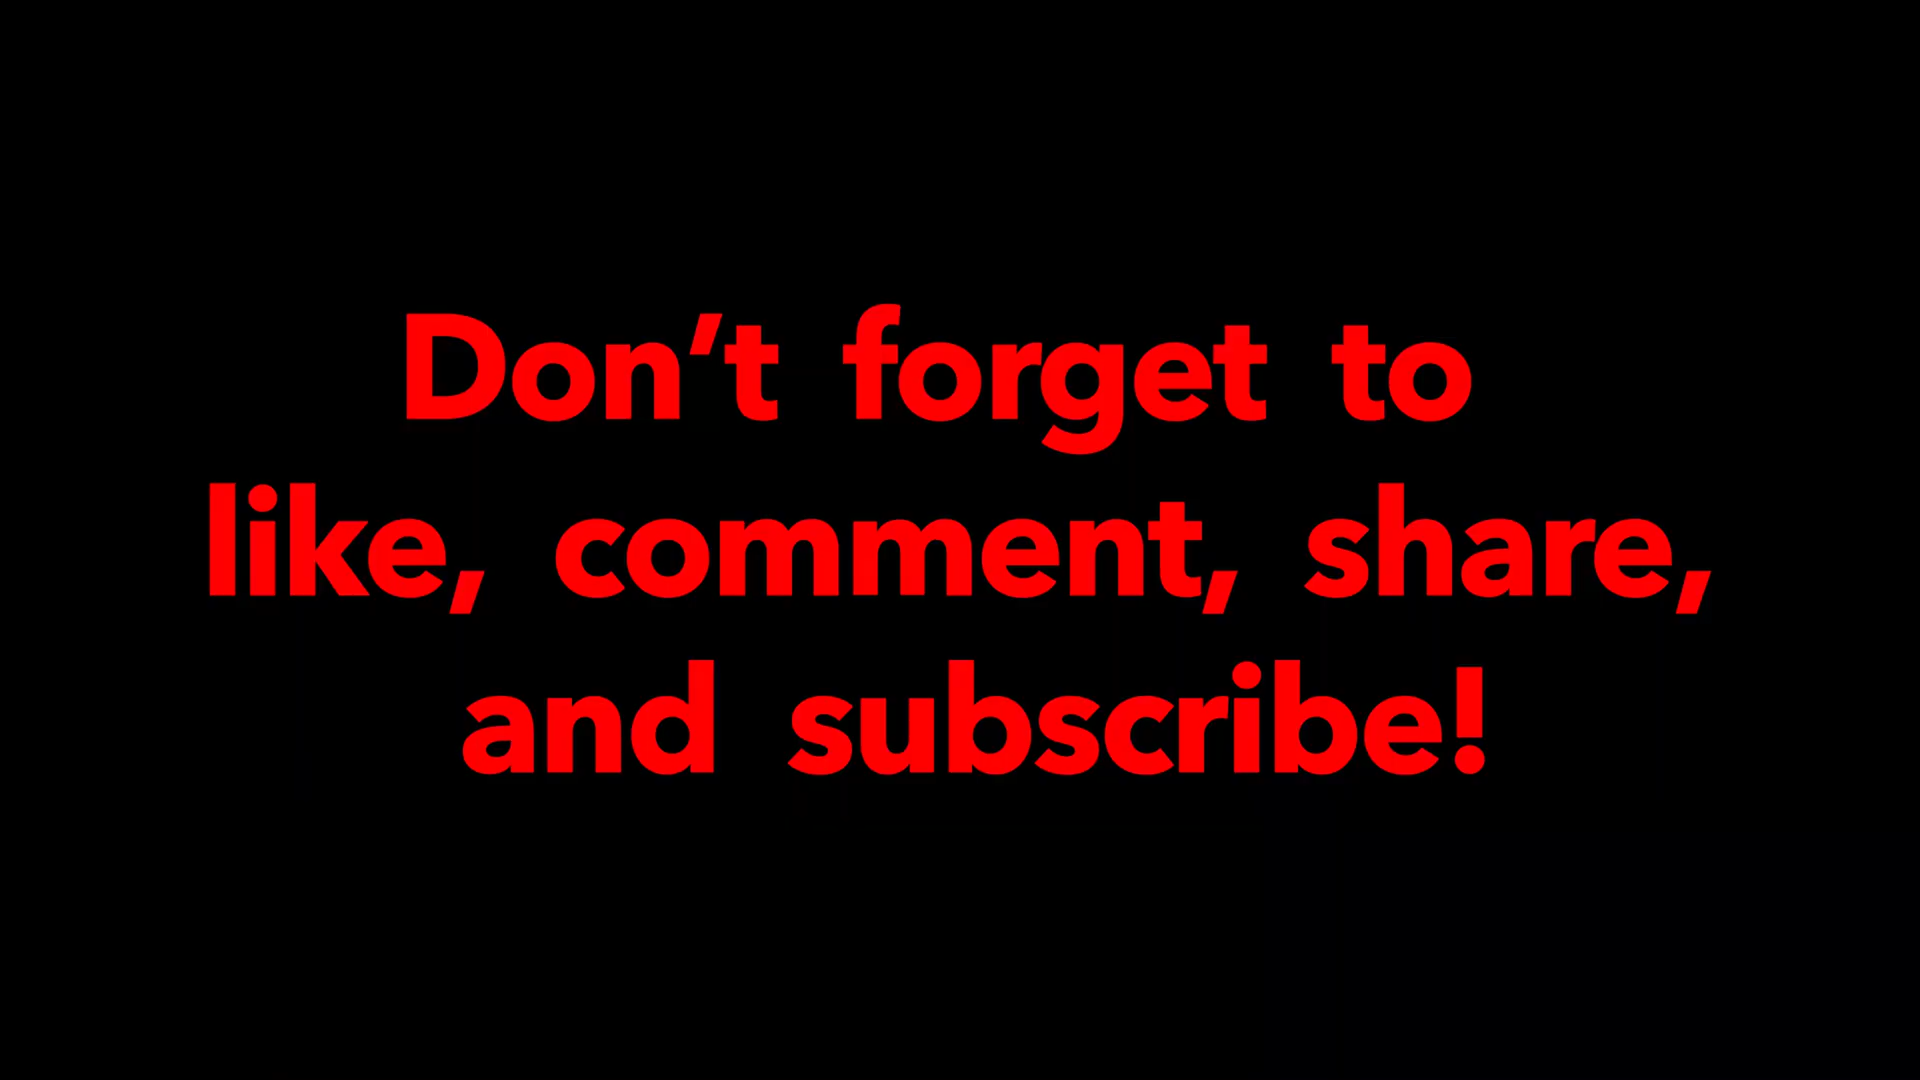 Don’t forget to
like, comment, share,
and subscribe!